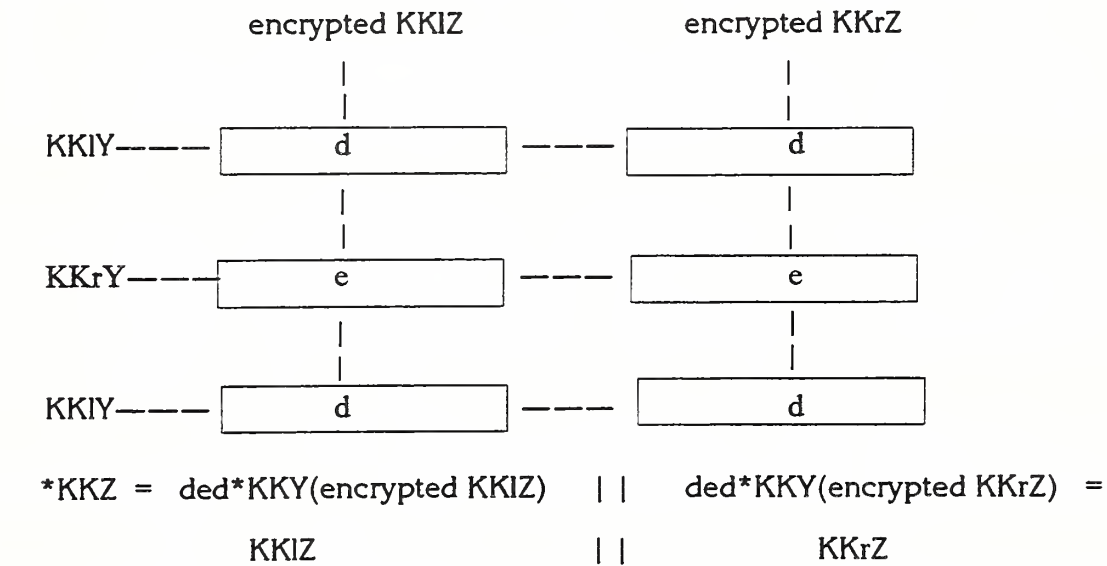 encrypted KKlZ encrypted KKrZ
KKlY d d
KKrY e e
KKlY d d
*KKZ = ded*KKY(encrypted KKlZ) || ded*KKY(encrypted KKrZ) =
KKlZ || KKrZ